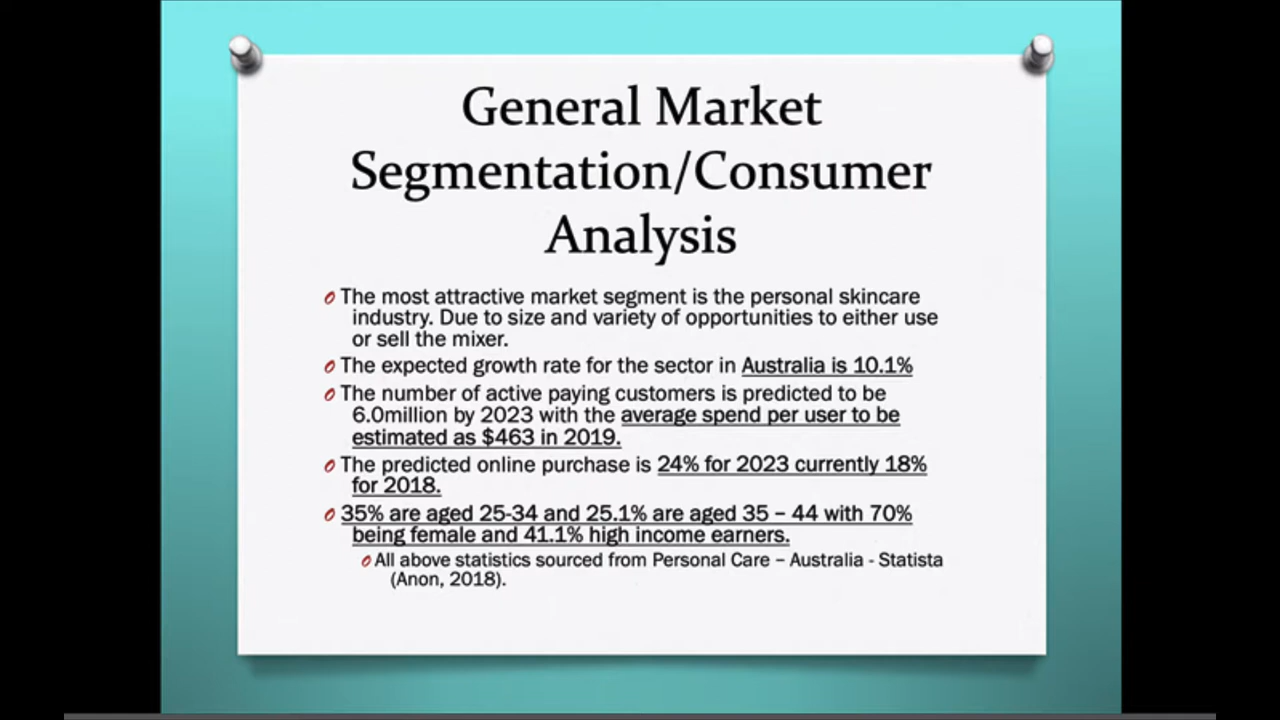 General Market
Segmentation/Consumer
Analysis
The most attractive market segment is the personal skincare
industry. Due to size and variety of opportunities to either use
or sell the mixer.
The expected growth rate for the sector in Australia is 10.1%
The number of active paying customers is predicted to be
6.0million by 2023 with the average spend per user to be
estimated as $463 in 2019.
The predicted online purchase is 24% for 2023 currently 18%
for 2018.
35% are aged 25-34 and 25.1% are aged 35 – 44 with 70%
being female and 41.1% high income earners.
All above statistics sourced from Personal Care – Australia - Statista
(Anon, 2018).